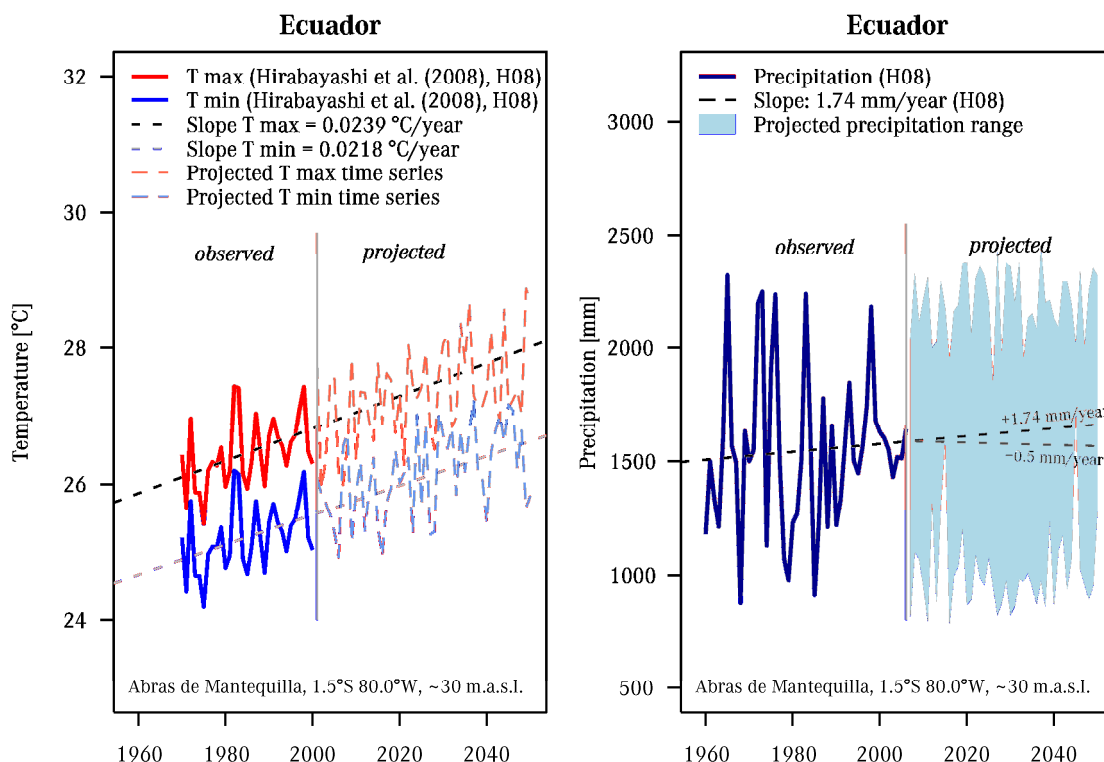 Ecuador
T max (Hirabayashi et al. (2008), H08)
T min (Hirabayashi et al. (2008), H08)
Slope T max = 0.0239 °C/year
Slope T min = 0.0218 °C/year
Projected T max time series
Projected T min time series
observed
projected
Temperature [°C]
32
30
28
26
24
Abras de Mantequilla, 1.5°S 80.0°W, ~30 m.a.s.l.
1960 1980 2000 2020 2040
Ecuador
Precipitation (H08)
Slope: 1.74 mm/year (H08)
Projected precipitation range
observed
projected
Precipitation [mm]
3000
2500
2000
1500
1000
500
+1.74 mm/year
−0.5 mm/year
Abras de Mantequilla, 1.5°S 80.0°W, ~30 m.a.s.l.
1960 1980 2000 2020 2040